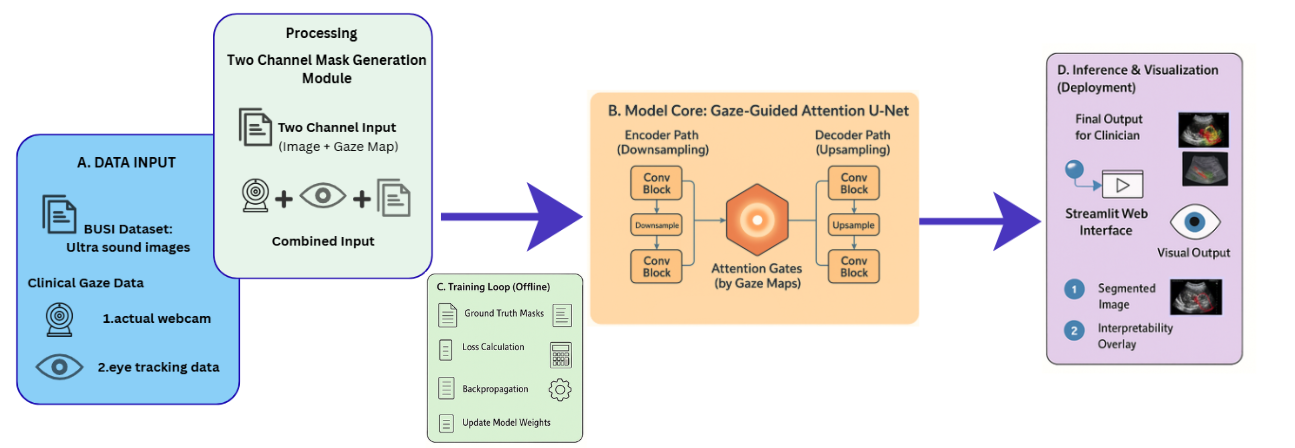 A. DATA INPUT
BUSI Dataset:
Ultra sound images
Clinical Gaze Data
1.actual webcam
2.eye tracking data
Processing
Two Channel Mask Generation
Module
Two Channel Input
(Image + Gaze Map)
+ +
Combined Input
C. Training Loop (Offline)
Ground Truth Masks
Loss Calculation
Backpropagation
Update Model Weights
B. Model Core: Gaze-Guided Attention U-Net
Encoder Path
(Downsampling)
Conv
Block
Downsample
Conv
Block
Attention Gates
(by Gaze Maps)
Decoder Path
(Upsampling)
Conv
Block
Upsample
Conv
Block
D. Inference & Visualization
(Deployment)
Final Output
for Clinician
Streamlit Web
Interface
Visual Output
1 Segmented
Image
2 Interpretability
Overlay